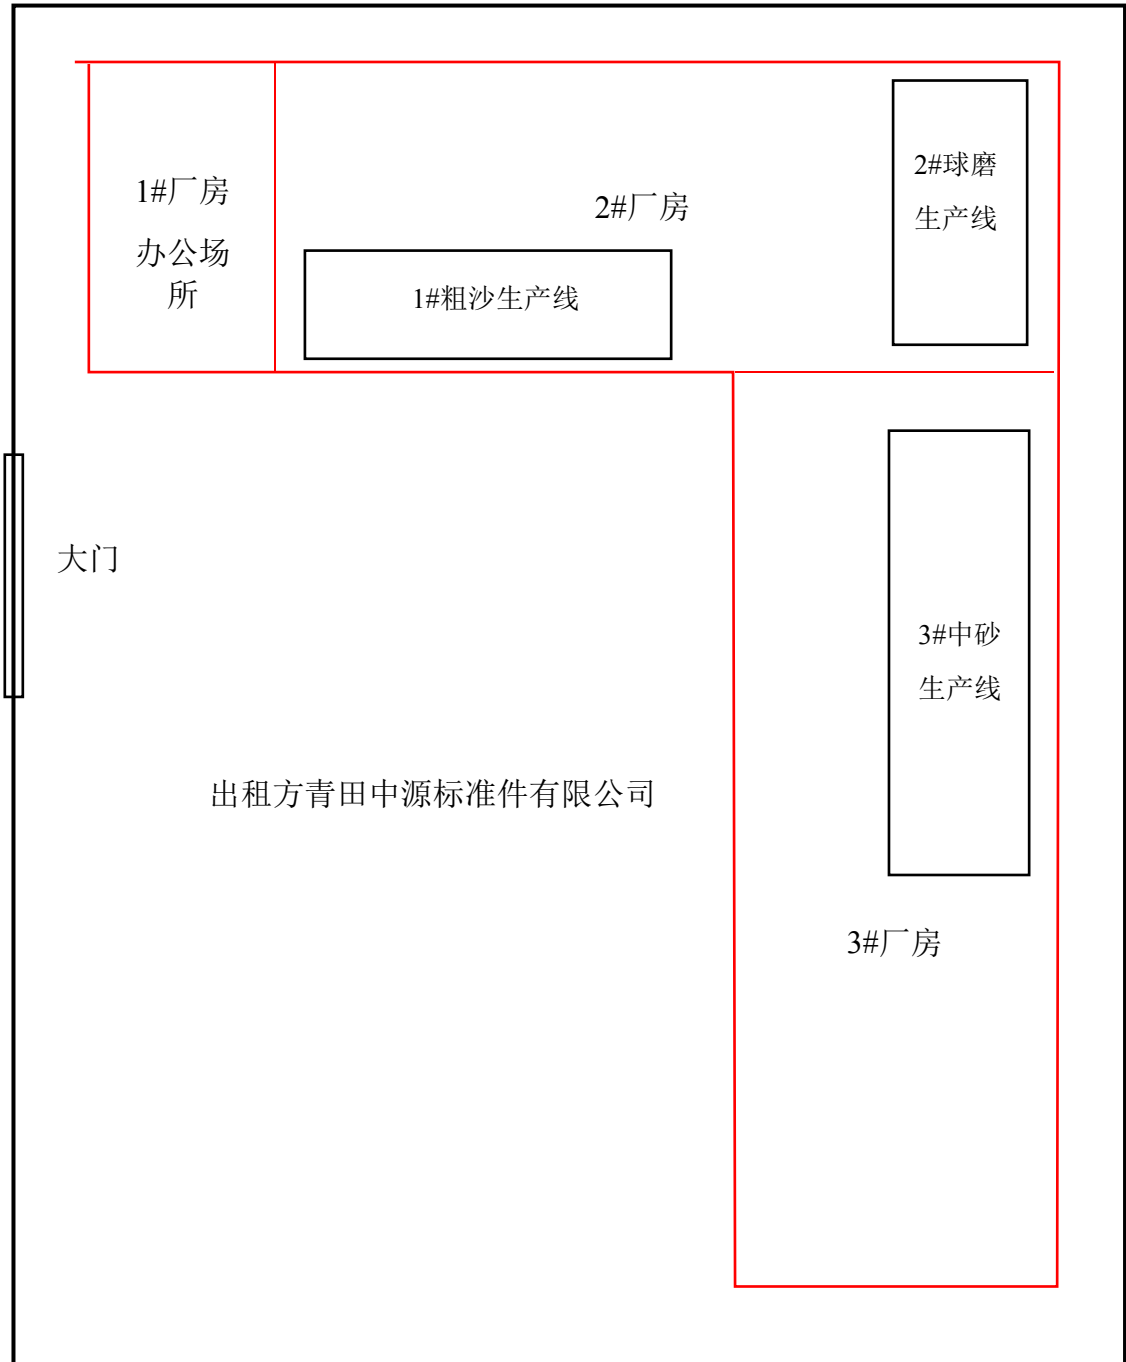 1#厂房
办公场
所
2#厂房
1#粗沙生产线
2#球磨
生产线
大门
3#中砂
生产线
出租方青田中源标准件有限公司
3#厂房